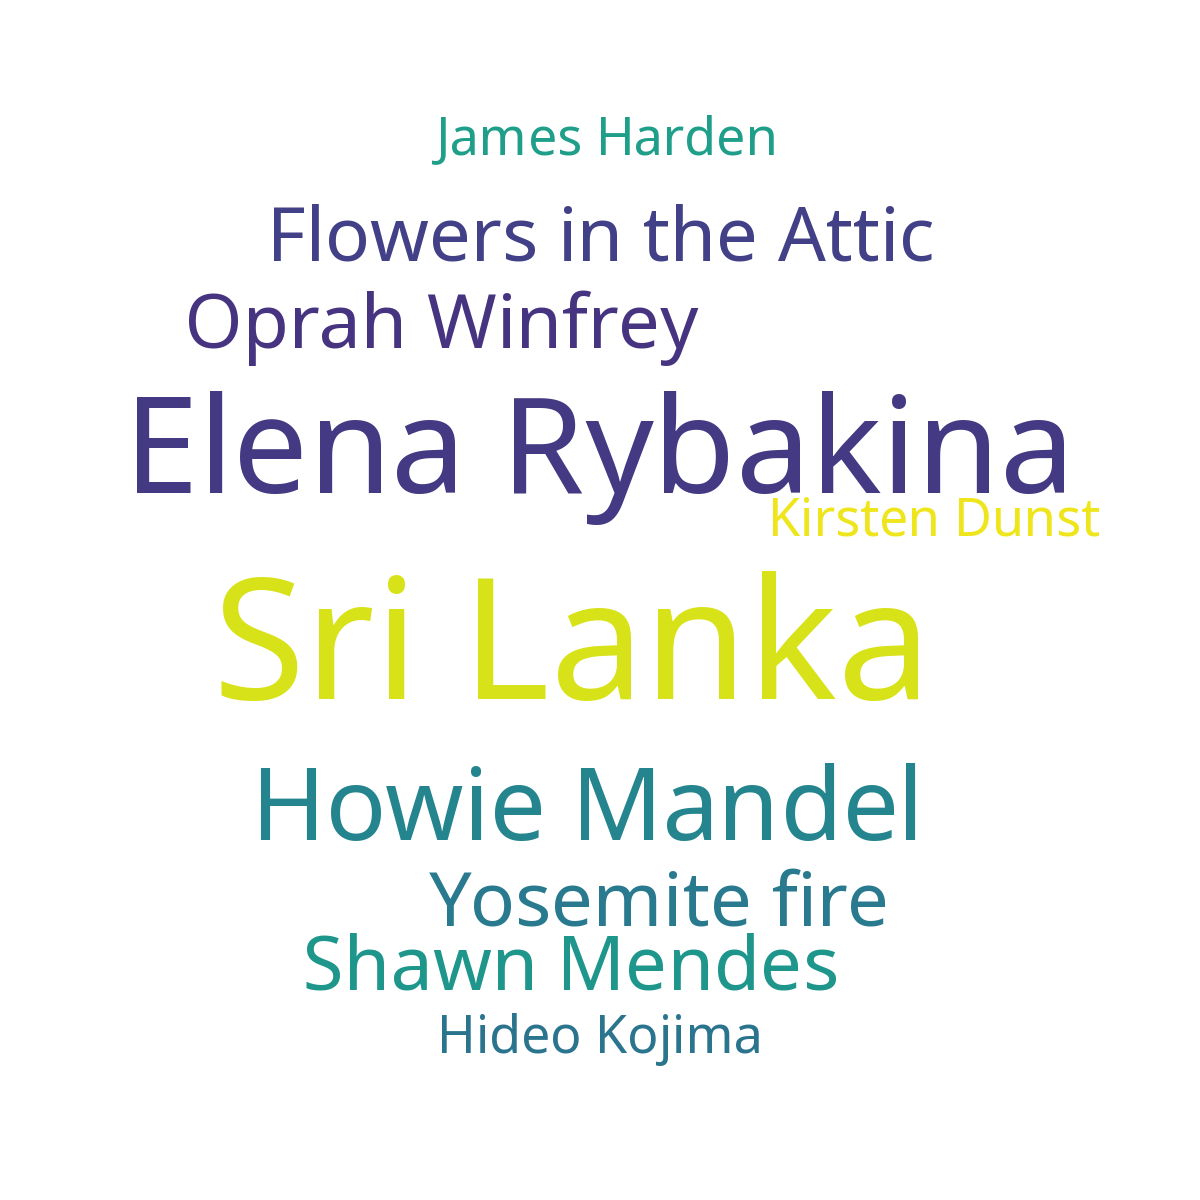 James Harden
Flowers in the Attic
Oprah Winfrey
Elena Rybakina
Kirsten Dunst
Sri Lanka
Howie Mandel
Yosemite fire
Shawn Mendes
Hideo Kojima